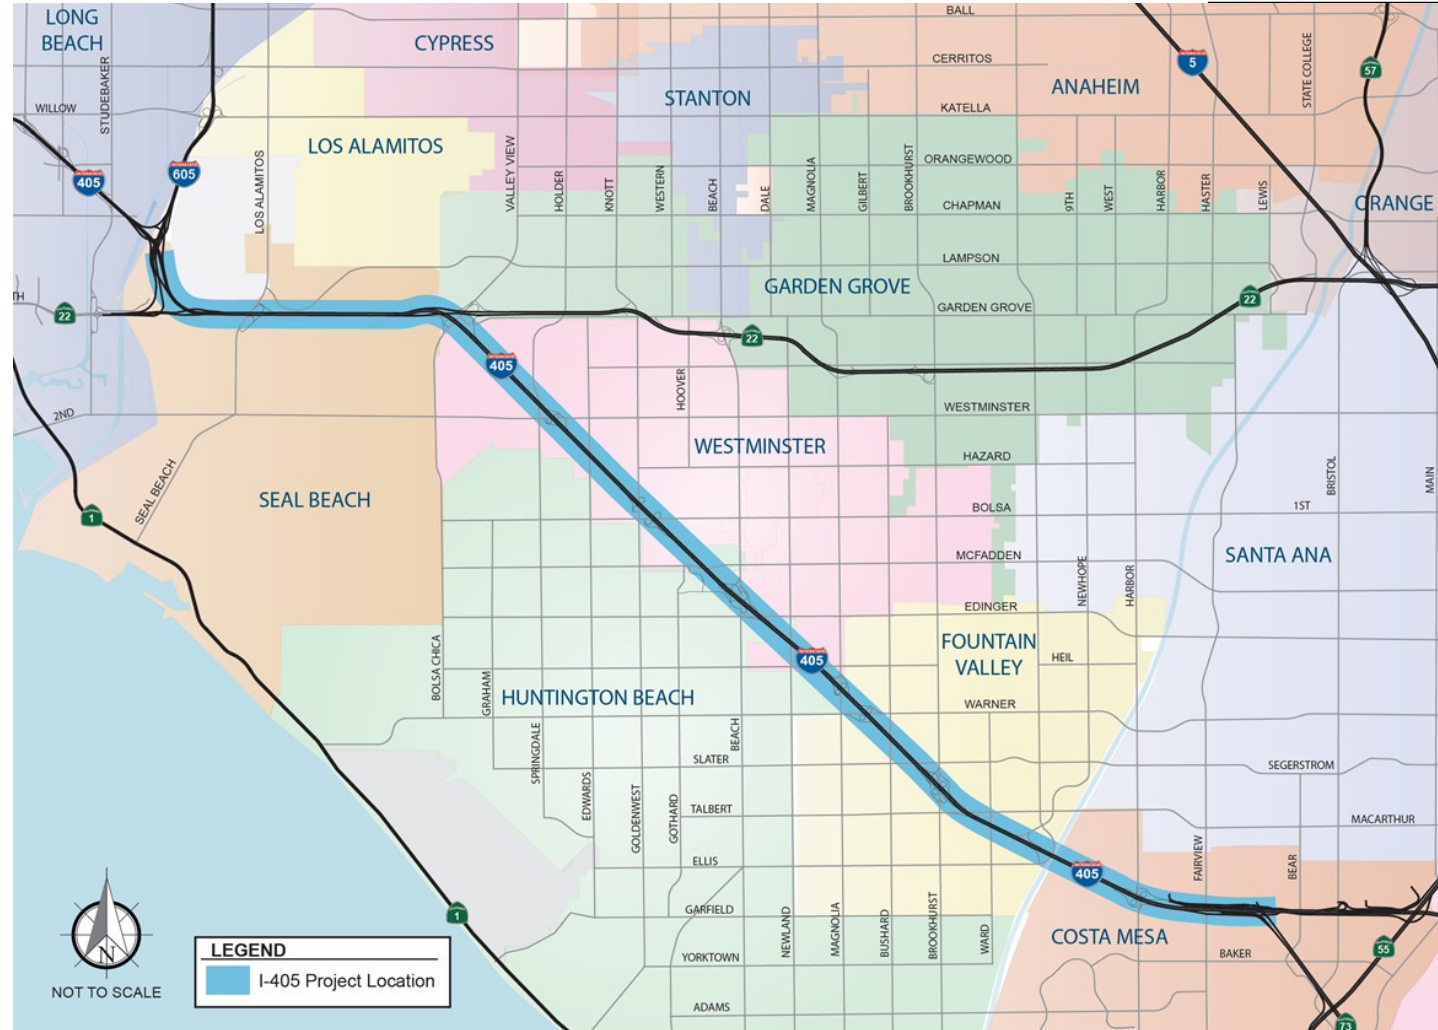 LONG
BEACH
CYPRESS
BALL
CERRITOS
STATE COLLEGE
5
57
STANTON
ANAHEIM
STUDEBAKER
WILLOW
KATELLA
LOS ALAMITOS
405
605
LOS ALAMITOS
VALLEY VIEW
HOLDER
KNOTT
WESTERN
BEACH
DALE
MAGNOLIA
GILBERT
BROOKHURST
ORANGEWOOD
CHAPMAN
9TH
WEST
HARBOR
HASTER
LEWIS
ORANGE
LAMPSON
GARDEN GROVE
GARDEN GROVE
TH
22
22
22
405
HOOVER
2ND
WESTMINSTER
WESTMINSTER
HAZARD
SEAL BEACH
SEAL BEACH
1
BOLSA
1ST
BRISTOL
MAIN
MCFADDEN
SANTA ANA
NEWHOPE
HARBOR
EDINGER
FOUNTAIN
VALLEY
HEIL
405
BOLSA CHICA
GRAHAM
HUNTINGTON BEACH
WARNER
SPRINGDALE
BEACH
SLATER
SEGERSTROM
EDWARDS
GOLDENWEST
GOTHARD
TALBERT
MACARTHUR
ELLIS
405
FAIRVIEW
BEAR
1
GARFIELD
NEWLAND
MAGNOLIA
BUSHARD
BROOKHURST
WARD
COSTA MESA
YORKTOWN
BAKER
55
ADAMS
73
N
NOT TO SCALE
LEGEND
I-405 Project Location